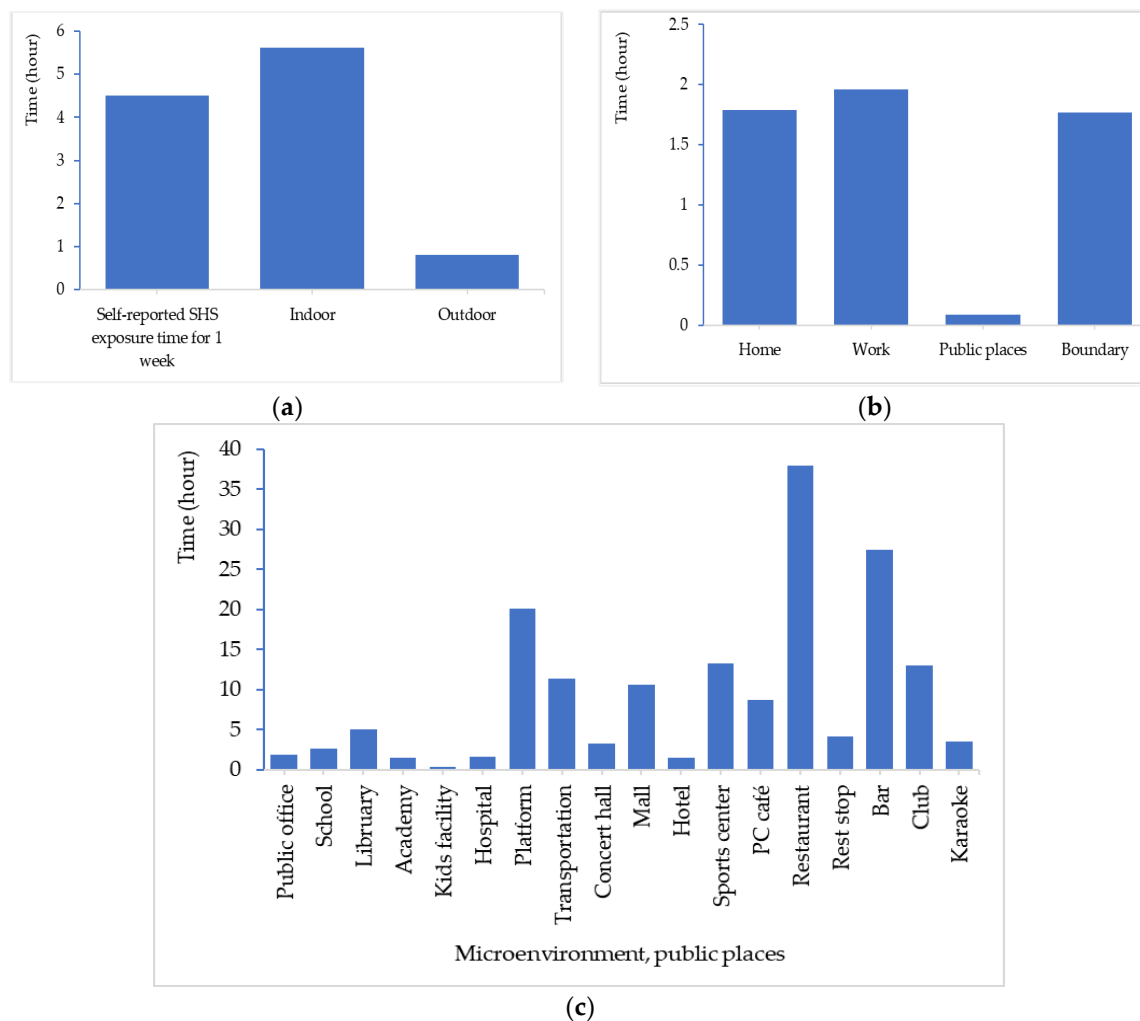 Time (hour)
6
5
4
3
2
1
0
Self-reported SHS
exposure time for 1
week
Indoor
Outdoor
(a)
Time (hour)
2.5
2
1.5
1
0.5
0
Home
Work
Public places
Boundary
(b)
Time (hour)
40
35
30
25
20
15
10
5
0
Public office
School
Libruary
Academy
Kids facility
Hospital
Platform
Transportation
Concert hall
Mall
Hotel
Sports center
PC café
Restaurant
Rest stop
Bar
Club
Karaoke
Microenvironment, public places
(c)